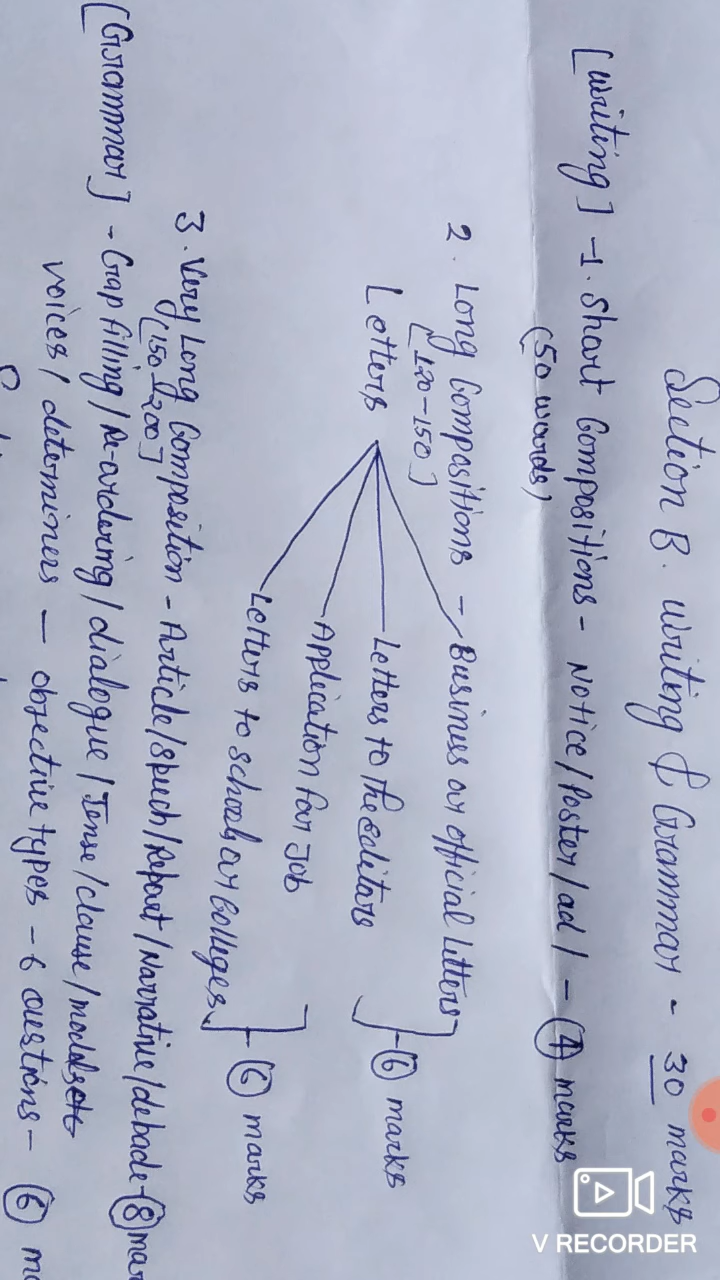 Section B. writing & Grammar - 30 marks
[writing] -1. Short Compositions - Notice/Poster/ad/ - 4 marks
(50 words)
2. Long Compositions - Business or official letters
[120-150]
Letters
Letters to the editors
- 6 marks
Application for Job
Letters to schools or Colleges
- 6 marks
3. Very Long Composition - Article/speech/Report/Narrative/debade - 8 mar
[150-200]
[Grammar] - Gap filling/Re-ordering/dialogue/Tense/clause/modals
voices/ determiners - objective types - 6 - 6 m
V RECORDER